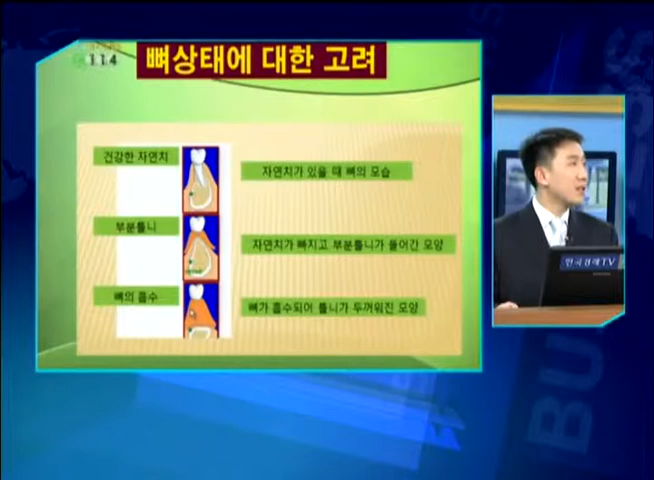 뼈상태에 대한 고려
건강한 자연치
자연치가 있을 때 뼈의 모습
부분틀니
자연치가 빠지고 부분틀니가 들어간 모양
뼈의 흡수
뼈가 흡수되어 틀니가 두꺼워진 모양
한국경제TV
BU